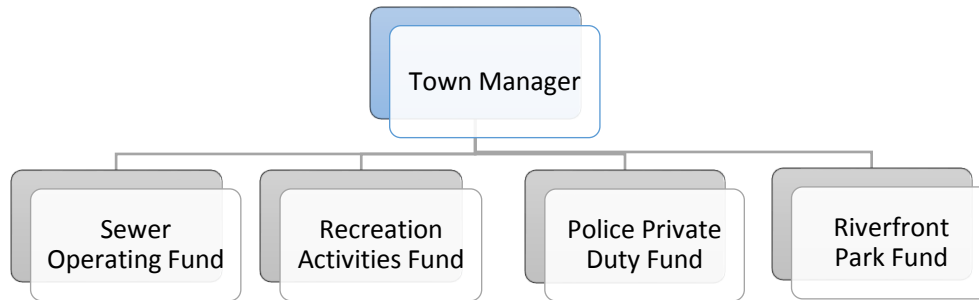 Town Manager
Sewer
Operating Fund
Recreation
Activities Fund
Police Private
Duty Fund
Riverfront
Park Fund